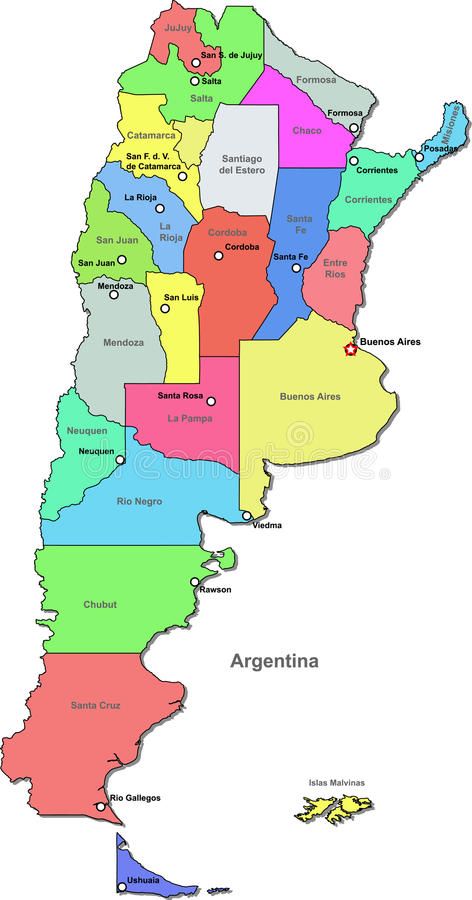 JuJuy
San S. de Jujuy
Salta
Salta
Formosa
Formosa
Misiones
Chaco
Catamarca
San F. d. V.
de Catamarca
Santiago
del Estero
Posadas
Corrientes
Corrientes
La Rioja
La
Rioja
Santa
Fe
Cordoba
Cordoba
San Juan
San Juan
Santa Fe
Entre
Rios
Mendoza
San Luis
Mendoza
Buenos Aires
Santa Rosa
La Pampa
Buenos Aires
Neuquen
Neuquen
dreamstime
Rio Negro
Viedma
Chubut
Rawson
Argentina
Santa Cruz
Rio Gallegos
Islas Malvinas
Ushuaia